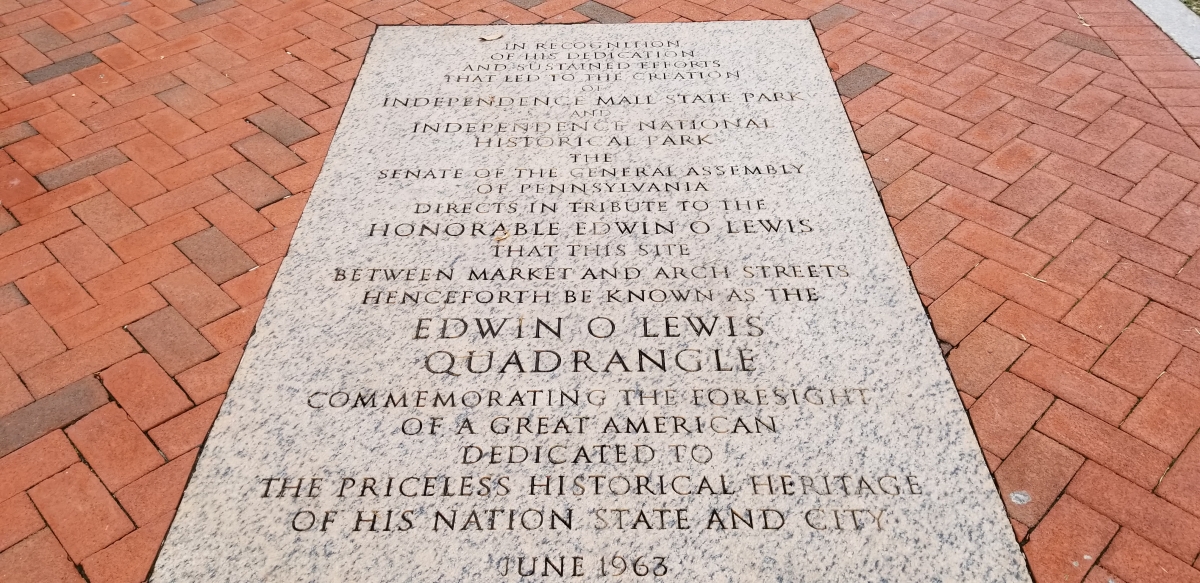 IN RECOGNITION
OF HIS DEDICATION
AND SUSTAINED EFFORTS
THAT LED TO THE CREATION
OF
INDEPENDENCE MALL STATE PARK
AND
INDEPENDENCE NATIONAL
HISTORICAL PARK
THE
SENATE OF THE GENERAL ASSEMBLY
OF PENNSYLVANIA
DIRECTS IN TRIBUTE TO THE
HONORABLE EDWIN O LEWIS
THAT THIS SITE
BETWEEN MARKET AND ARCH STREETS
HENCEFORTH BE KNOWN AS THE
EDWIN O LEWIS
QUADRANGLE
COMMEMORATING THE FORESIGHT
OF A GREAT AMERICAN
DEDICATED TO
THE PRICELESS HISTORICAL HERITAGE
OF HIS NATION STATE AND CITY
JUNE 1963